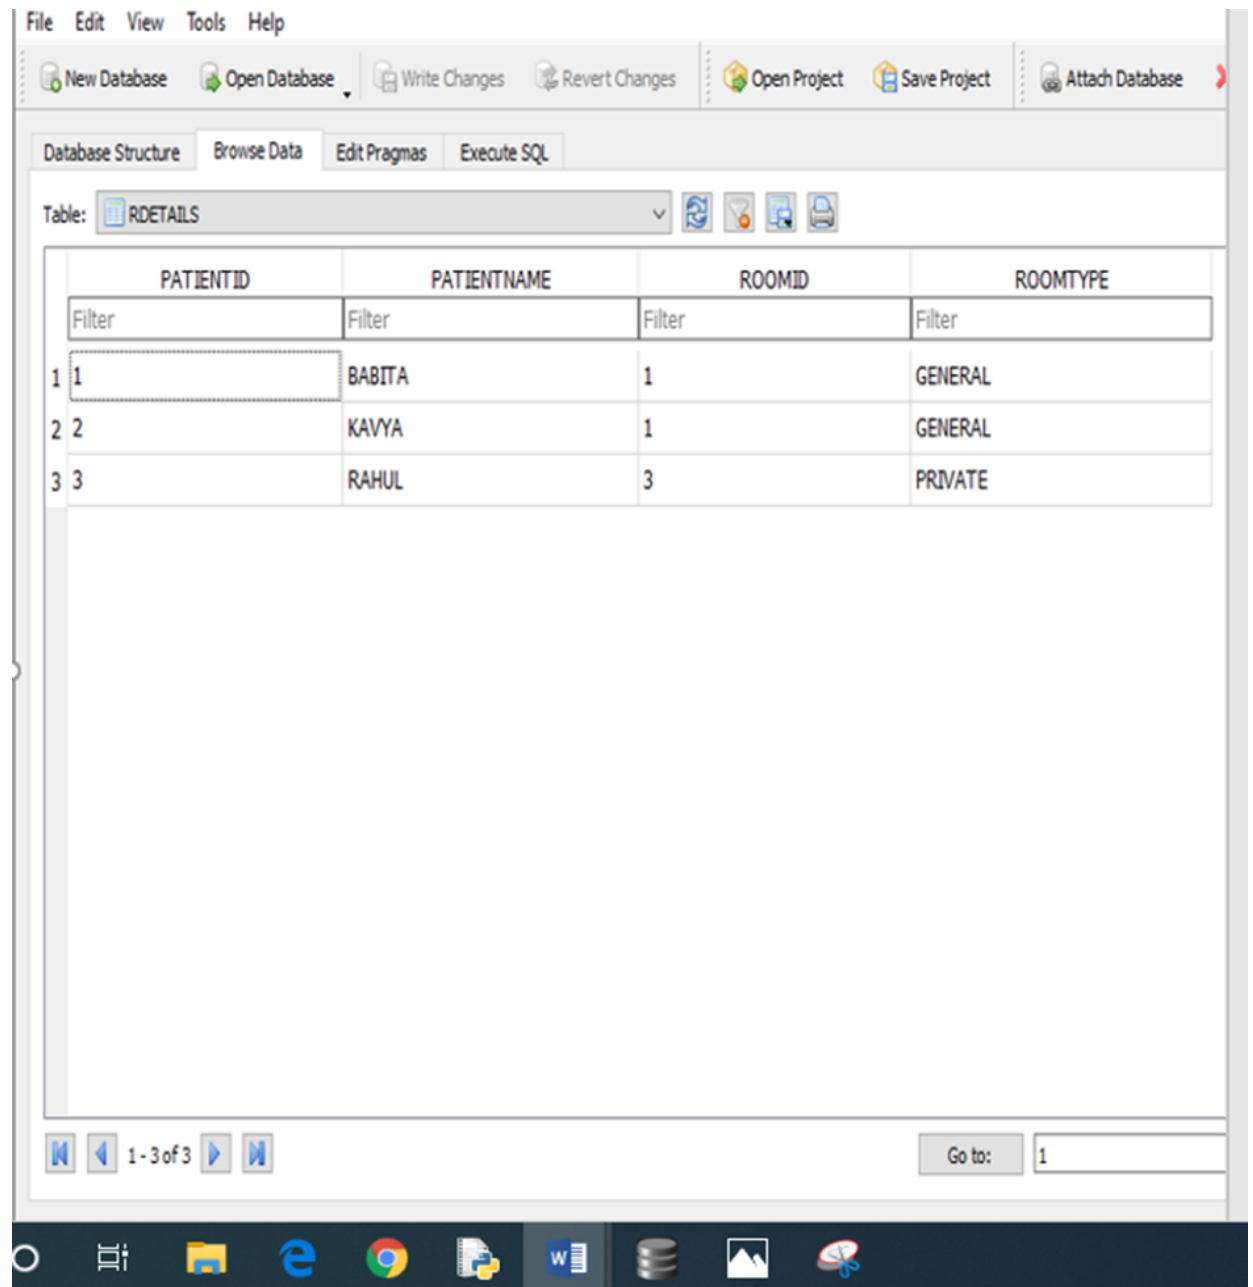 File Edit View Tools Help
New Database Open Database Write Changes Revert Changes Open Project Save Project Attach Database
Database Structure Browse Data Edit Pragmas Execute SQL
Table: RDETAILS
PATIENTID PATIENTNAME ROOMID ROOMTYPE
Filter Filter Filter Filter
1 1 BABITA 1 GENERAL
2 2 KAVYA 1 GENERAL
3 3 RAHUL 3 PRIVATE
1 - 3 of 3 Go to: 1
W